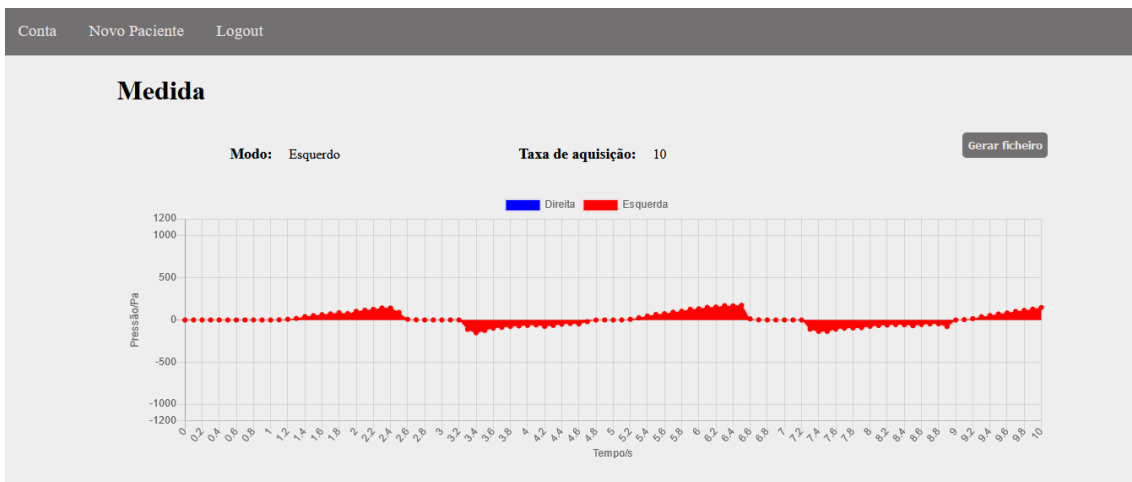 Conta Novo Paciente Logout
Medida
Modo: Esquerdo Taxa de aquisição: 10 Gerar ficheiro
Direita Esquerda
1200
1000
500
0
-500
-1000
-1200
Pressão/Pa
0 0.2 0.4 0.6 0.8 1 1.2 1.4 1.6 1.8 2 2.2 2.4 2.6 2.8 3 3.2 3.4 3.6 3.8 4 4.2 4.4 4.6 4.8 5 5.2 5.4 5.6 5.8 6 6.2 6.4 6.6 6.8 7 7.2 7.4 7.6 7.8 8 8.2 8.4 8.6 8.8 9 9.2 9.4 9.6 9.8 10
Tempo/s